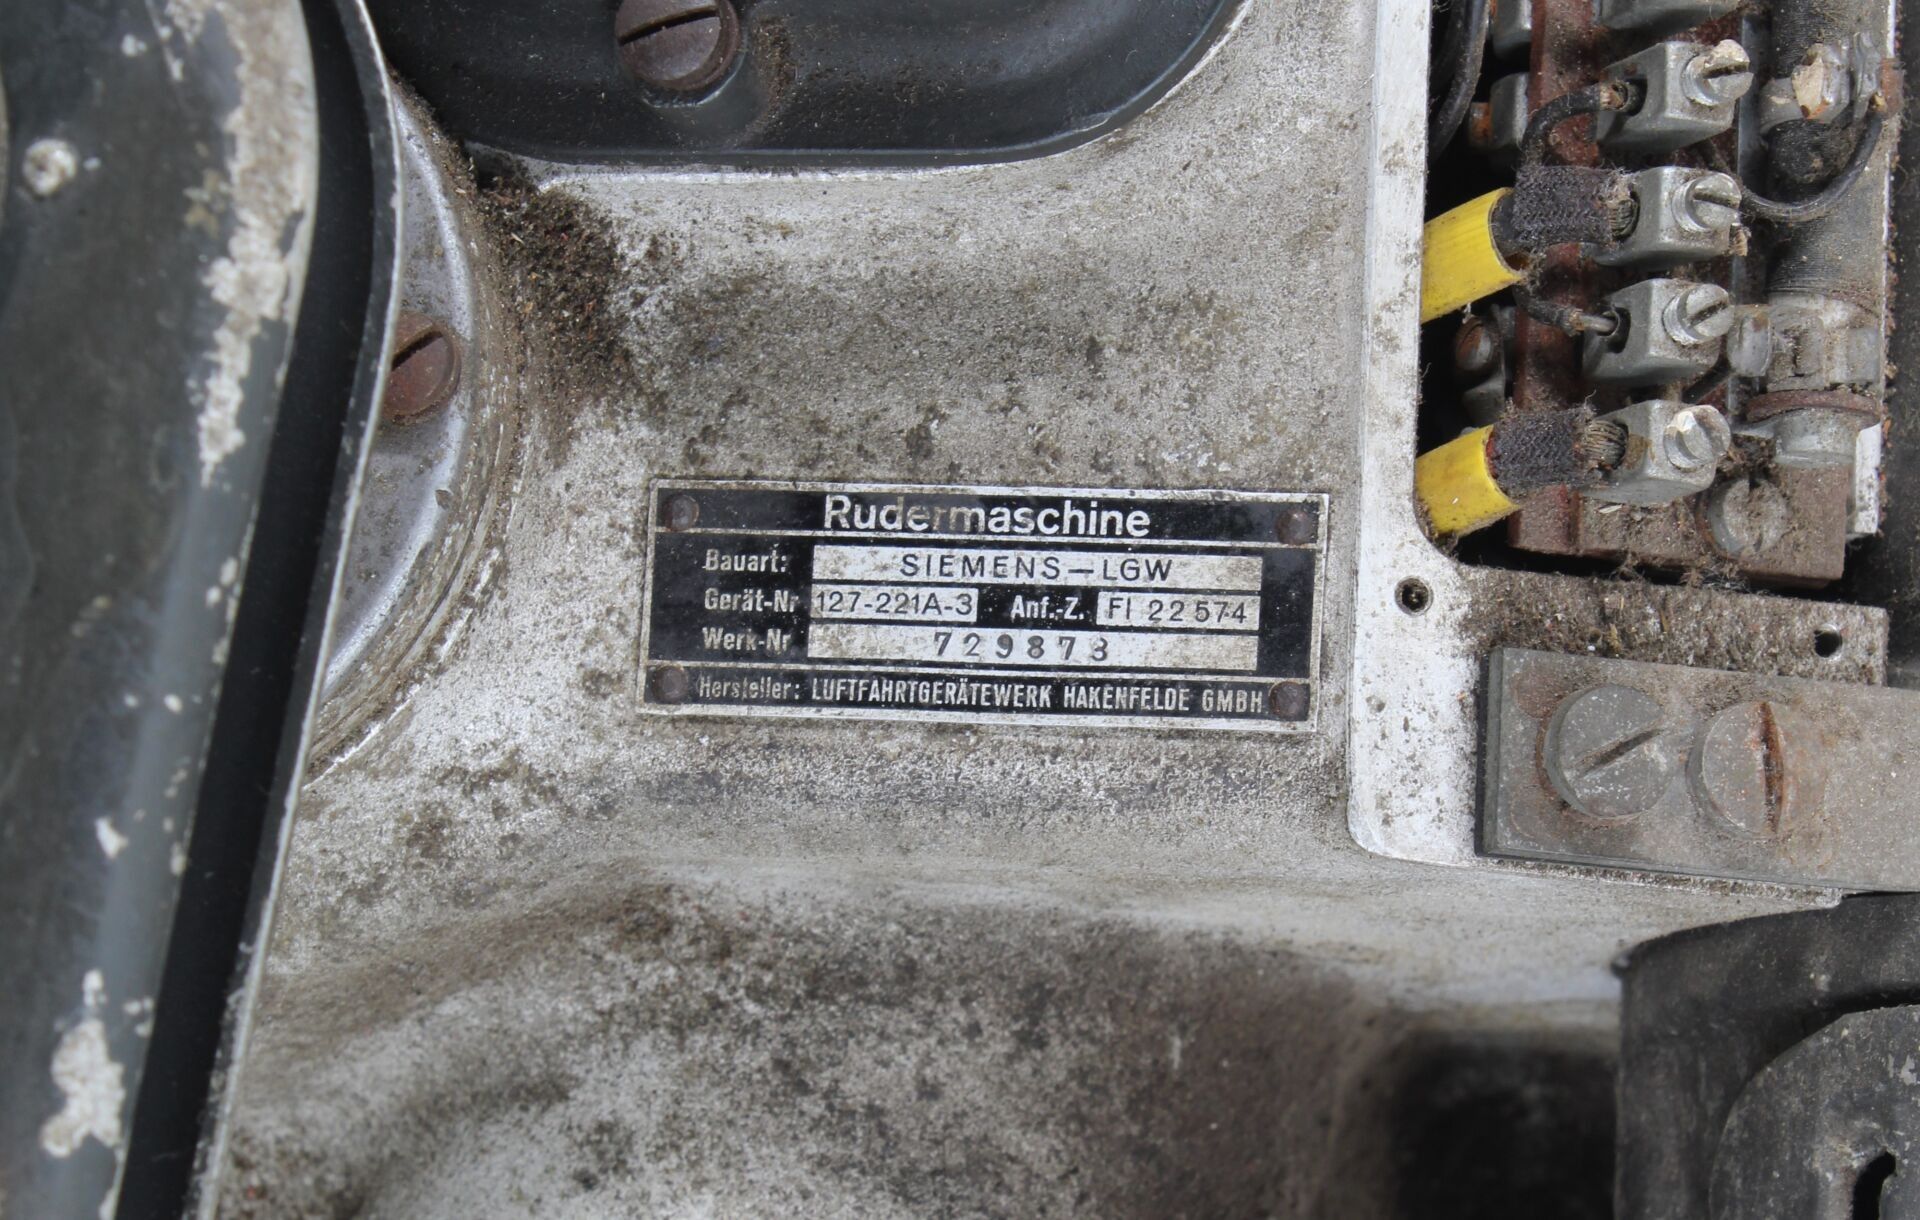 Rudermaschine
Bauart: SIEMENS-LGW
Gerät-Nr 127-221A-3 Anf.-Z. Fl 22574
Werk-Nr 729873
Hersteller: LUFTFAHRTGERÄTEWERK HAKENFELDE GMBH